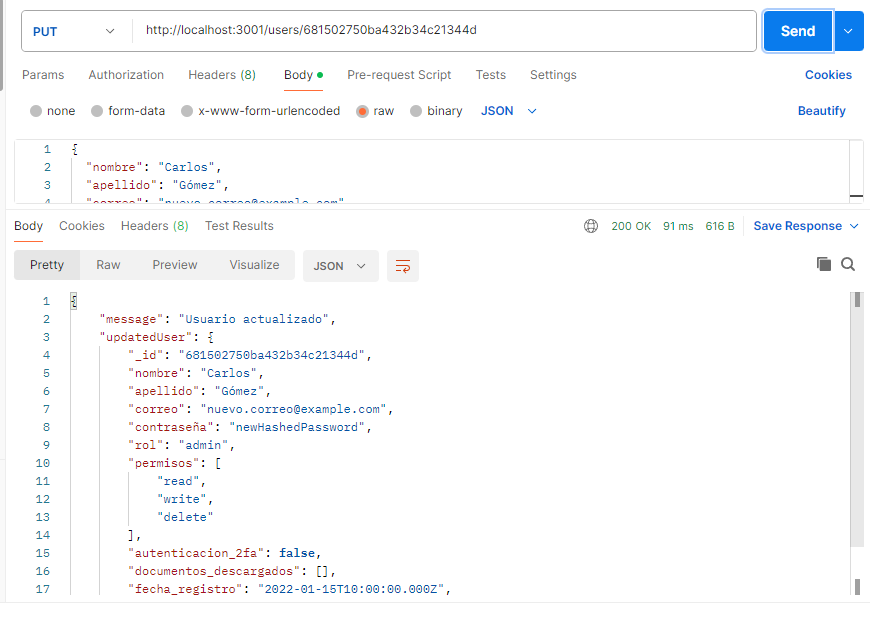 PUT http://localhost:3001/users/681502750ba432b34c21344d Send
Params Authorization Headers (8) Body Pre-request Script Tests Settings Cookies
none form-data x-www-form-urlencoded raw binary JSON Beautify
1 {
2 "nombre": "Carlos",
3 "apellido": "Gómez",
4 "correo": "nuevo.correo@example.com"
Body Cookies Headers (8) Test Results 200 OK 91 ms 616 B Save Response
Pretty Raw Preview Visualize JSON
1 {
2 "message": "Usuario actualizado",
3 "updatedUser": {
4 "_id": "681502750ba432b34c21344d",
5 "nombre": "Carlos",
6 "apellido": "Gómez",
7 "correo": "nuevo.correo@example.com",
8 "contraseña": "newHashedPassword",
9 "rol": "admin",
10 "permisos": [
11 "read",
12 "write",
13 "delete"
14 ],
15 "autenticacion_2fa": false,
16 "documentos_descargados": [],
17 "fecha_registro": "2022-01-15T10:00:00.000Z",